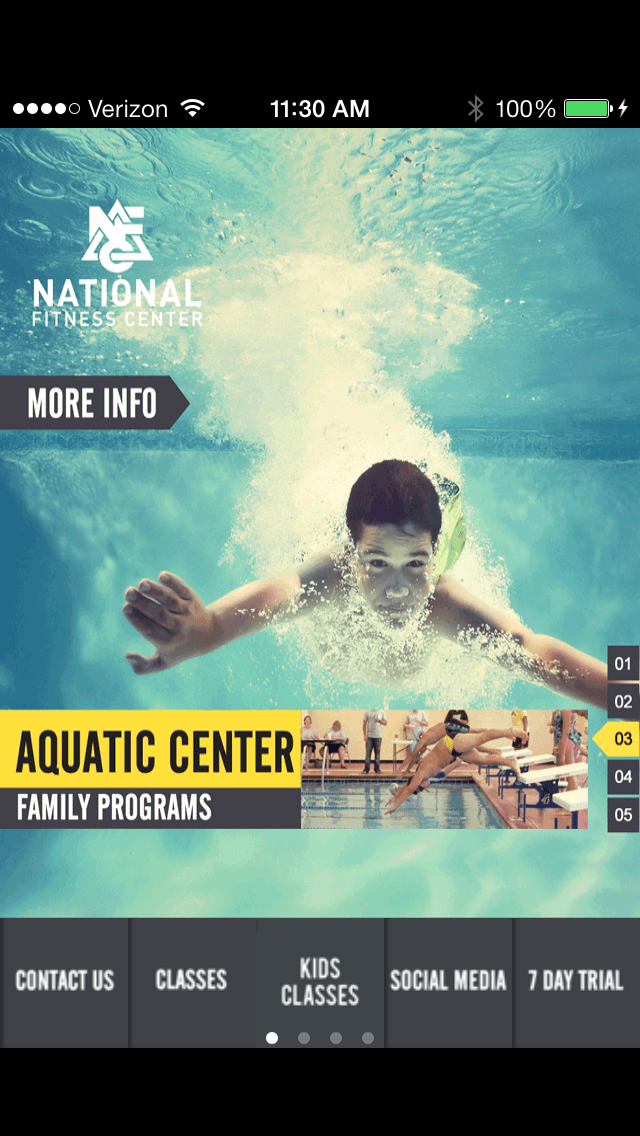 Verizon 11:30 AM 100%
NFC
NATIONAL
FITNESS CENTER
MORE INFO
01
02
03
04
05
AQUATIC CENTER
FAMILY PROGRAMS
CONTACT US
CLASSES
KIDS
CLASSES
SOCIAL MEDIA
7 DAY TRIAL